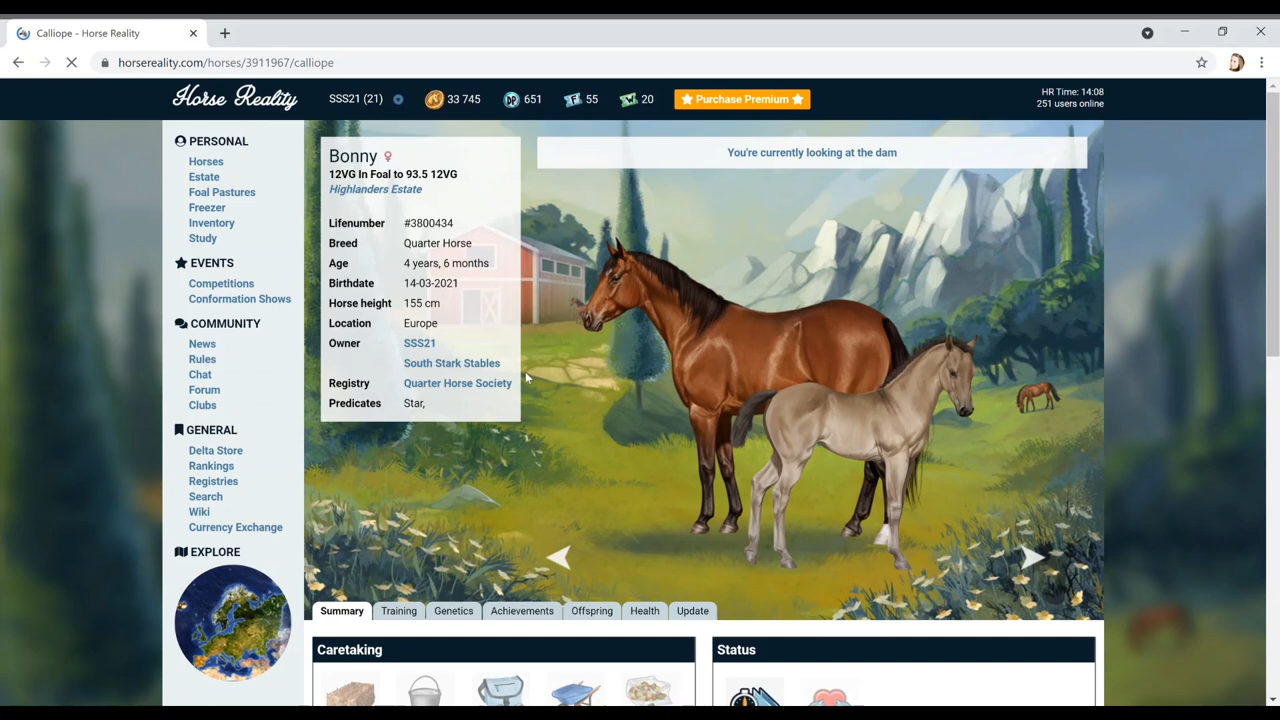 Calliope - Horse Reality
horsereality.com/horses/3911967/calliope
Horse Reality
SSS21 (21)
33 745
DP
651
55
20
Purchase Premium
HR Time: 14:08
251 users online
PERSONAL
Horses
Estate
Foal Pastures
Freezer
Inventory
Study
EVENTS
Competitions
Conformation Shows
COMMUNITY
News
Rules
Chat
Forum
Clubs
GENERAL
Delta Store
Rankings
Registries
Search
Wiki
Currency Exchange
EXPLORE
Bonny ♀
12VG In Foal to 93.5 12VG
Highlanders Estate
Lifenumber #3800434
Breed Quarter Horse
Age 4 years, 6 months
Birthdate 14-03-2021
Horse height 155 cm
Location Europe
Owner SSS21
South Stark Stables
Registry Quarter Horse Society
Predicates Star,
You're currently looking at the dam
Summary Training Genetics Achievements Offspring Health Update
Caretaking
Status